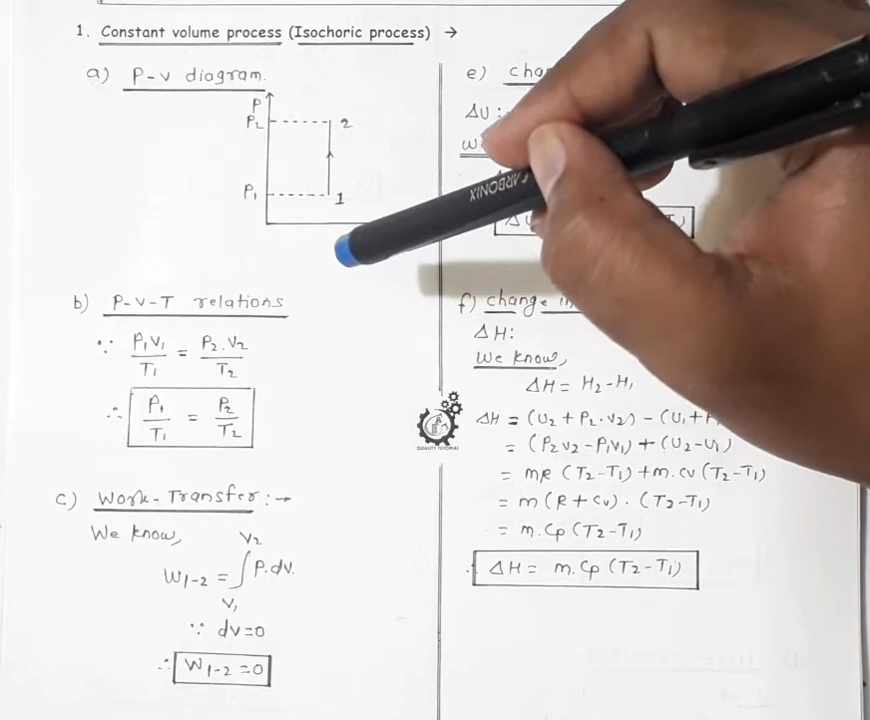 1. Constant volume process (Isochoric process) →
a) P-V diagram.
P
P2
2
P1
1
b) P-V-T relations
∵ P1V1/T1 = P2.V2/T2
∴ P1/T1 = P2/T2
c) Work-Transfer:→
We know,
W1-2 = ∫ V1 V2 P.dv.
∵ dv=0
∴ W1-2 = 0
e)
ΔU:
f) change
ΔH:
We know,
ΔH = H2-H1
ΔH = (U2 + P2.V2) - (U1 +
= (P2V2-P1V1) + (U2-U1)
= mR (T2-T1)+m.Cv(T2-T1)
= m(R+Cv).(T2-T1)
= m.Cp(T2-T1)
∴ ΔH = m.Cp(T2-T1)
CARBONIX
QUALITY TUTORIAL